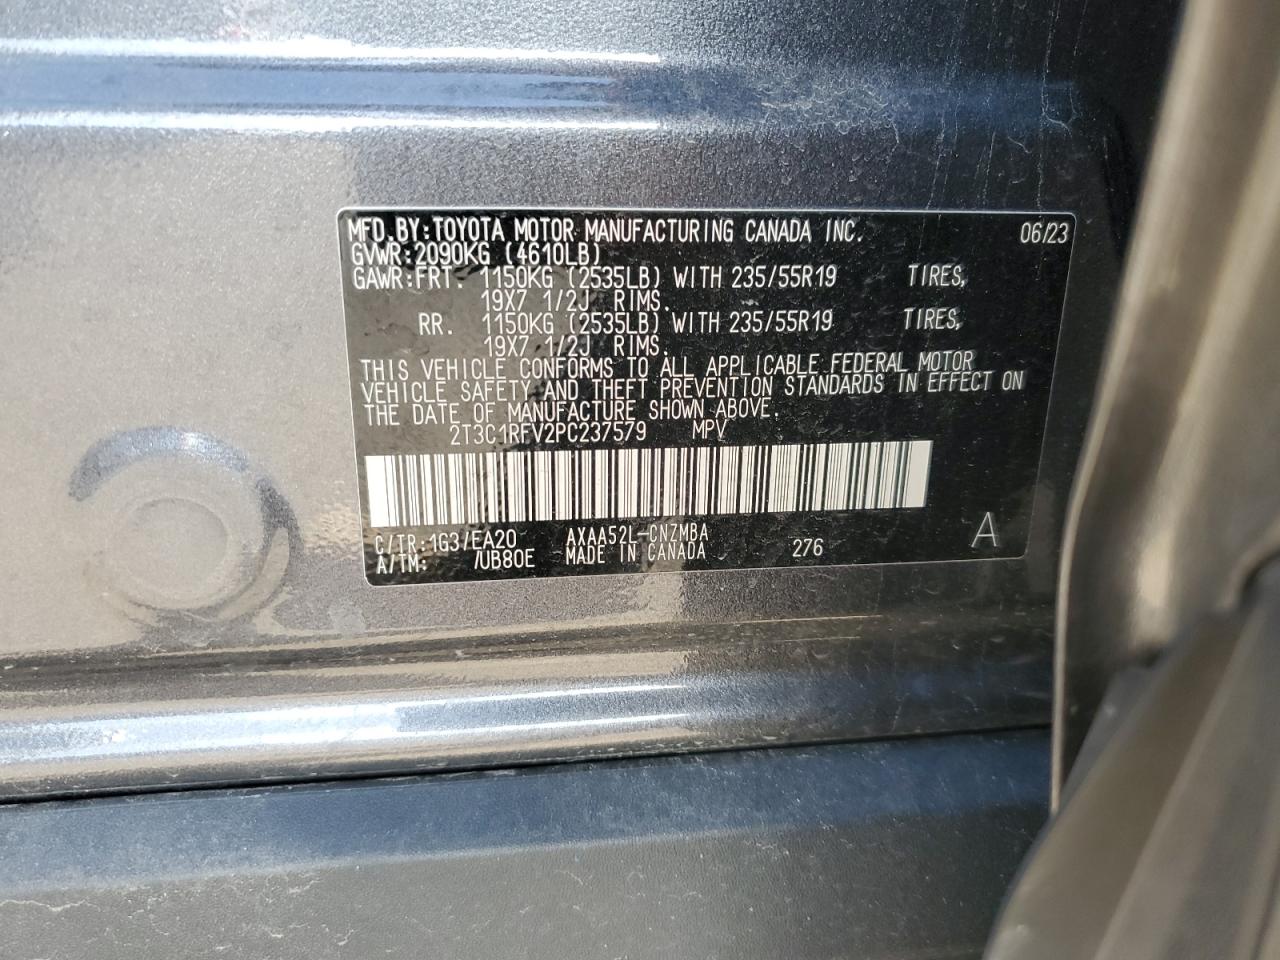 MFD.BY:TOYOTA MOTOR MANUFACTURING CANADA INC. 06/23
GVWR:2090KG (4610LB)
GAWR:FRT. 1150KG (2535LB) WITH 235/55R19 TIRES,
19X7 1/2J RIMS.
RR. 1150KG (2535LB) WITH 235/55R19 TIRES,
19X7 1/2J RIMS.
THIS VEHICLE CONFORMS TO ALL APPLICABLE FEDERAL MOTOR
VEHICLE SAFETY AND THEFT PREVENTION STANDARDS IN EFFECT ON
THE DATE OF MANUFACTURE SHOWN ABOVE.
2T3C1RFV2PC237579 MPV
C/TR:1G3/EA20 AXAA52L-CNZMBA
A/TM: /UB80E MADE IN CANADA 276 A